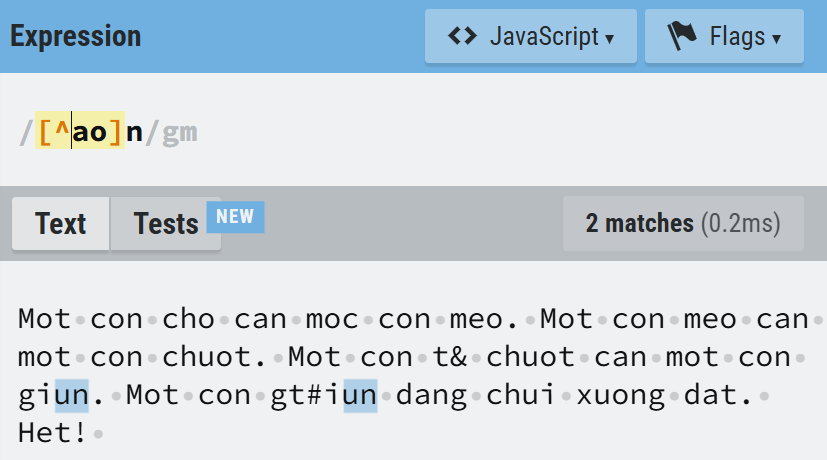 Expression
<> JavaScript ▾
Flags ▾
/[^ao]n/gm
Text
Tests
NEW
2 matches (0.2ms)
Mot·con·cho·can·moc·con·meo.·Mot·con·meo·can·
mot·con·chuot.·Mot·con·t&·chuot·can·mot·con·
giun.·Mot·con·gt#iun·dang·chui·xuong·dat.·
Het!·